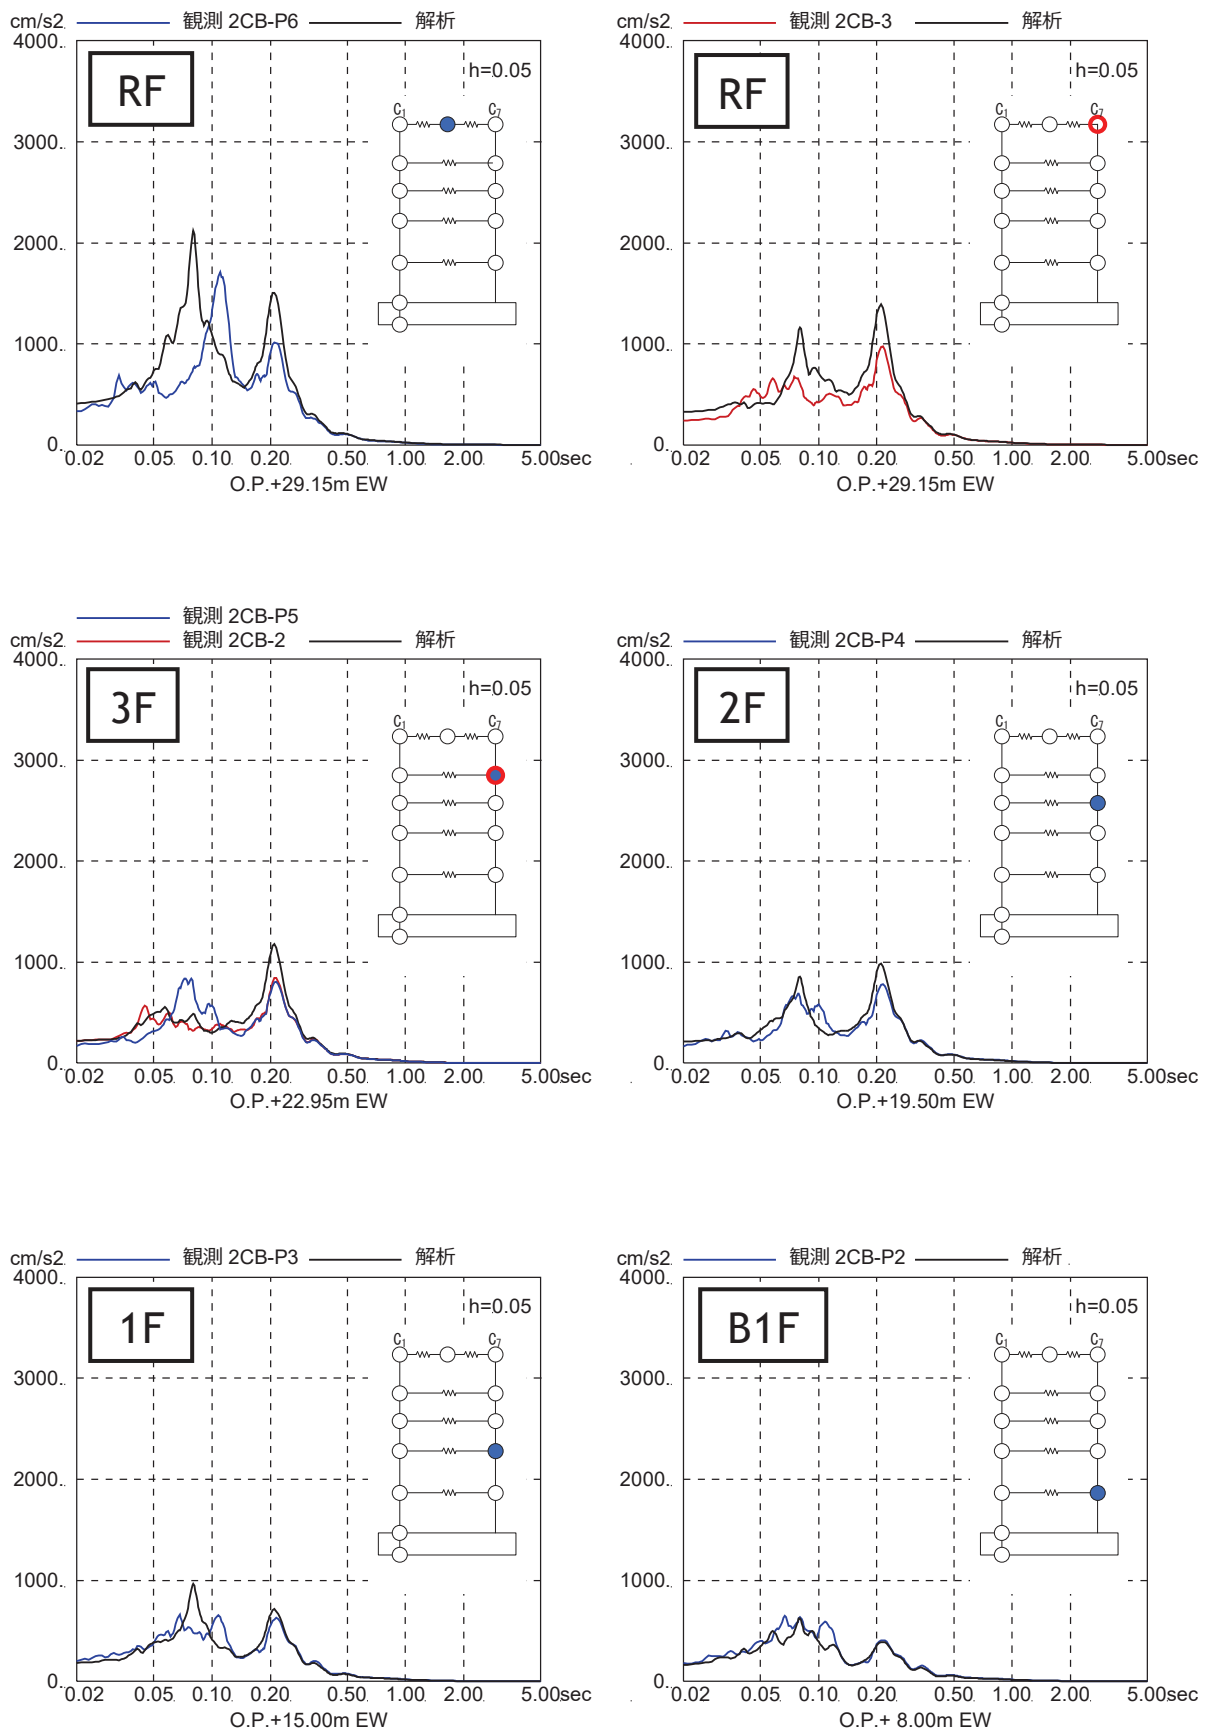 cm/s2 観測 2CB-P6 解析
4000.
RF
h=0.05
C1 C7
3000.
2000.
1000.
0.
0.02 0.05 0.10 0.20 0.50 1.00 2.00 5.00sec
O.P.+29.15m EW
cm/s2 観測 2CB-3 解析
4000.
RF
h=0.05
C1 C7
3000.
2000.
1000.
0.
0.02 0.05 0.10 0.20 0.50 1.00 2.00 5.00sec
O.P.+29.15m EW
観測 2CB-P5
cm/s2 観測 2CB-2 解析
4000.
3F
h=0.05
C1 C7
3000.
2000.
1000.
0.
0.02 0.05 0.10 0.20 0.50 1.00 2.00 5.00sec
O.P.+22.95m EW
cm/s2 観測 2CB-P4 解析
4000.
2F
h=0.05
C1 C7
3000.
2000.
1000.
0.
0.02 0.05 0.10 0.20 0.50 1.00 2.00 5.00sec
O.P.+19.50m EW
cm/s2 観測 2CB-P3 解析
4000.
1F
h=0.05
C1 C7
3000.
2000.
1000.
0.
0.02 0.05 0.10 0.20 0.50 1.00 2.00 5.00sec
O.P.+15.00m EW
cm/s2 観測 2CB-P2 解析
4000.
B1F
h=0.05
C1 C7
3000.
2000.
1000.
0.
0.02 0.05 0.10 0.20 0.50 1.00 2.00 5.00sec
O.P.+ 8.00m EW